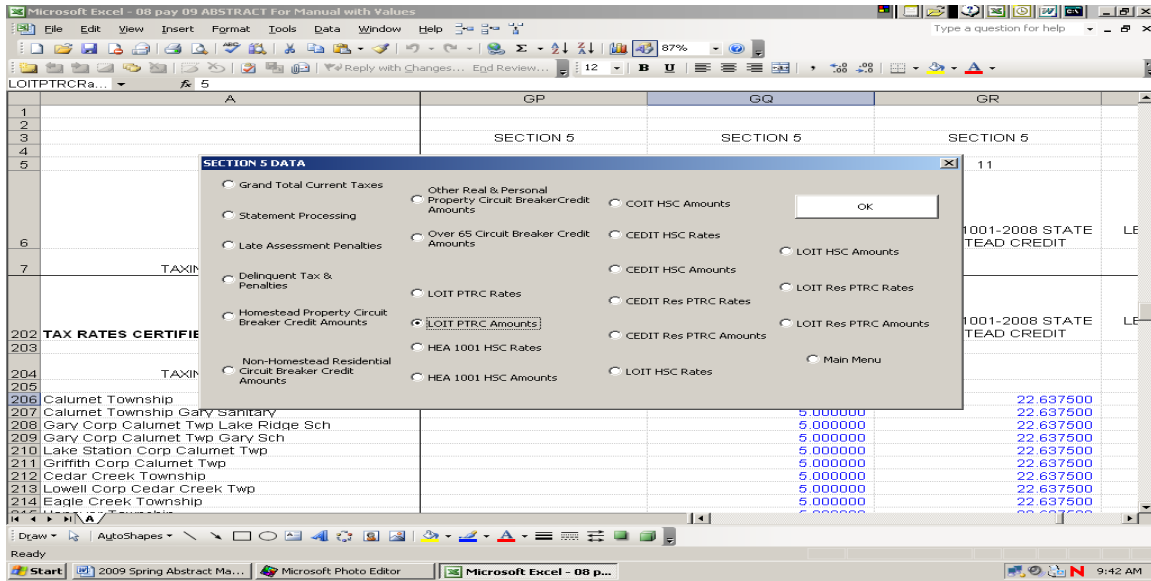 Microsoft Excel - 08 pay 09 ABSTRACT For Manual with Values
File Edit View Insert Format Tools Data Window Help
Type a question for help
87%
Reply with Changes... End Review...
12
B U
LOITPTRCRa...
fx 5
A GP GQ GR
1
2
3 SECTION 5 SECTION 5 SECTION 5
4
5 11
SECTION 5 DATA
Grand Total Current Taxes
Statement Processing
Late Assessment Penalties
Delinquent Tax &
Penalties
Homestead Property Circuit
Breaker Credit Amounts
Non-Homestead Residential
Circuit Breaker Credit
Amounts
Other Real & Personal
Property Circuit BreakerCredit
Amounts
Over 65 Circuit Breaker Credit
Amounts
LOIT PTRC Rates
LOIT PTRC Amounts
HEA 1001 HSC Rates
HEA 1001 HSC Amounts
COIT HSC Amounts
CEDIT HSC Rates
CEDIT HSC Amounts
CEDIT Res PTRC Rates
CEDIT Res PTRC Amounts
LOIT HSC Rates
OK
LOIT HSC Amounts
LOIT Res PTRC Rates
LOIT Res PTRC Amounts
Main Menu
6 1001-2008 STATE LE
TEAD CREDIT
7 TAXIN
202 TAX RATES CERTIFIE 1001-2008 STATE LE
TEAD CREDIT
203
204 TAXIN
205
206 Calumet Township 22.637500
207 Calumet Township Gary Sanitary 5.000000 22.637500
208 Gary Corp Calumet Twp Lake Ridge Sch 5.000000 22.637500
209 Gary Corp Calumet Twp Gary Sch 5.000000 22.637500
210 Lake Station Corp Calumet Twp 5.000000 22.637500
211 Griffith Corp Calumet Twp 5.000000 22.637500
212 Cedar Creek Township 5.000000 22.637500
213 Lowell Corp Cedar Creek Twp 5.000000 22.637500
214 Eagle Creek Township 5.000000 22.637500
A
Draw AutoShapes
Ready
Start 2009 Spring Abstract Ma... Microsoft Photo Editor Microsoft Excel - 08 p... 9:42 AM